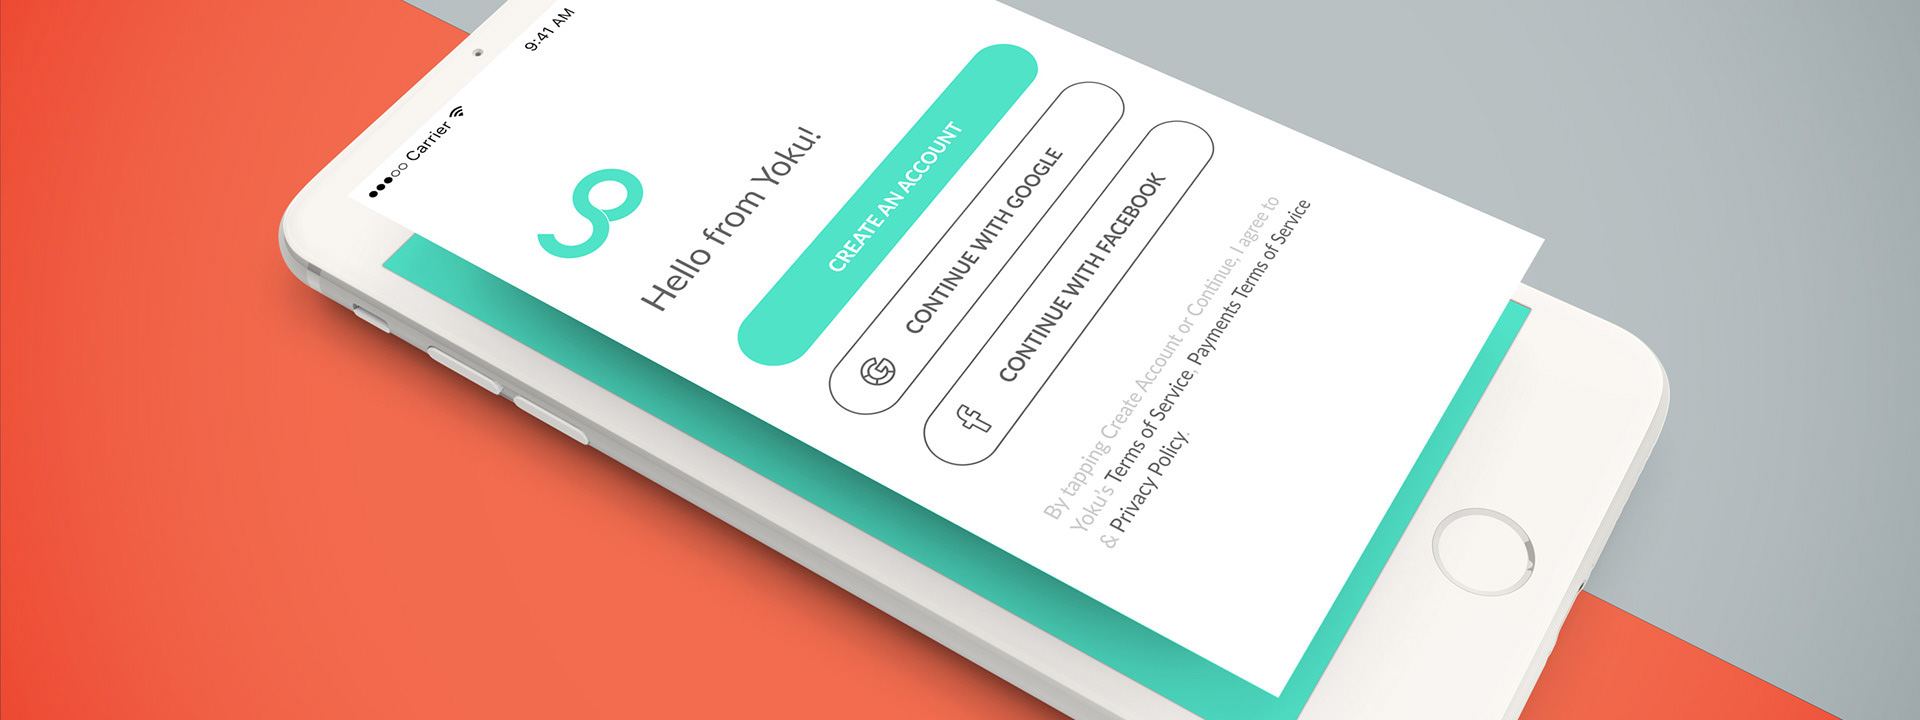 Carrier 9:41 AM
Hello from Yoku!
CREATE AN ACCOUNT
CONTINUE WITH GOOGLE
CONTINUE WITH FACEBOOK
By tapping Create Account or Continue, I agree to
Yoku's Terms of Service, Payments Terms of Service
& Privacy Policy.